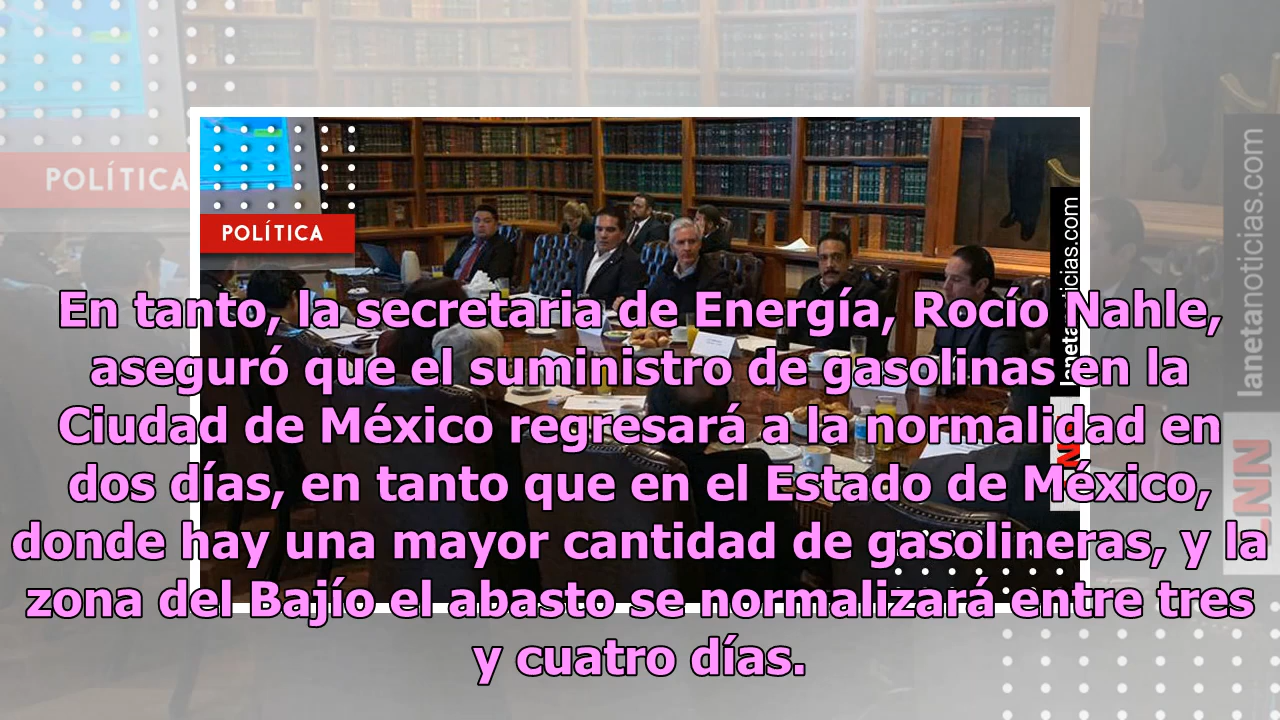 POLÍTICA
POLÍTICA
lanetanoticias.com
lanetanoticias.com
LNN
En tanto, la secretaria de Energía, Rocío Nahle,
aseguró que el suministro de gasolinas en la
Ciudad de México regresará a la normalidad en
dos días, en tanto que en el Estado de México,
donde hay una mayor cantidad de gasolineras, y la
zona del Bajío el abasto se normalizará entre tres
y cuatro días.